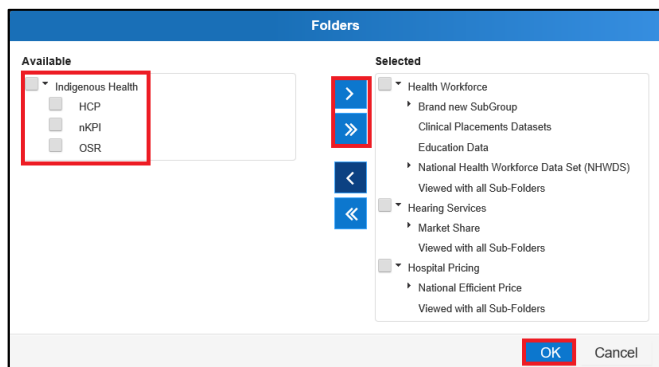 Folders
Available
Indigenous Health
HCP
nKPI
OSR
Selected
Health Workforce
Brand new SubGroup
Clinical Placements Datasets
Education Data
National Health Workforce Data Set (NHWDS)
Viewed with all Sub-Folders
Hearing Services
Market Share
Viewed with all Sub-Folders
Hospital Pricing
National Efficient Price
Viewed with all Sub-Folders
OK
Cancel